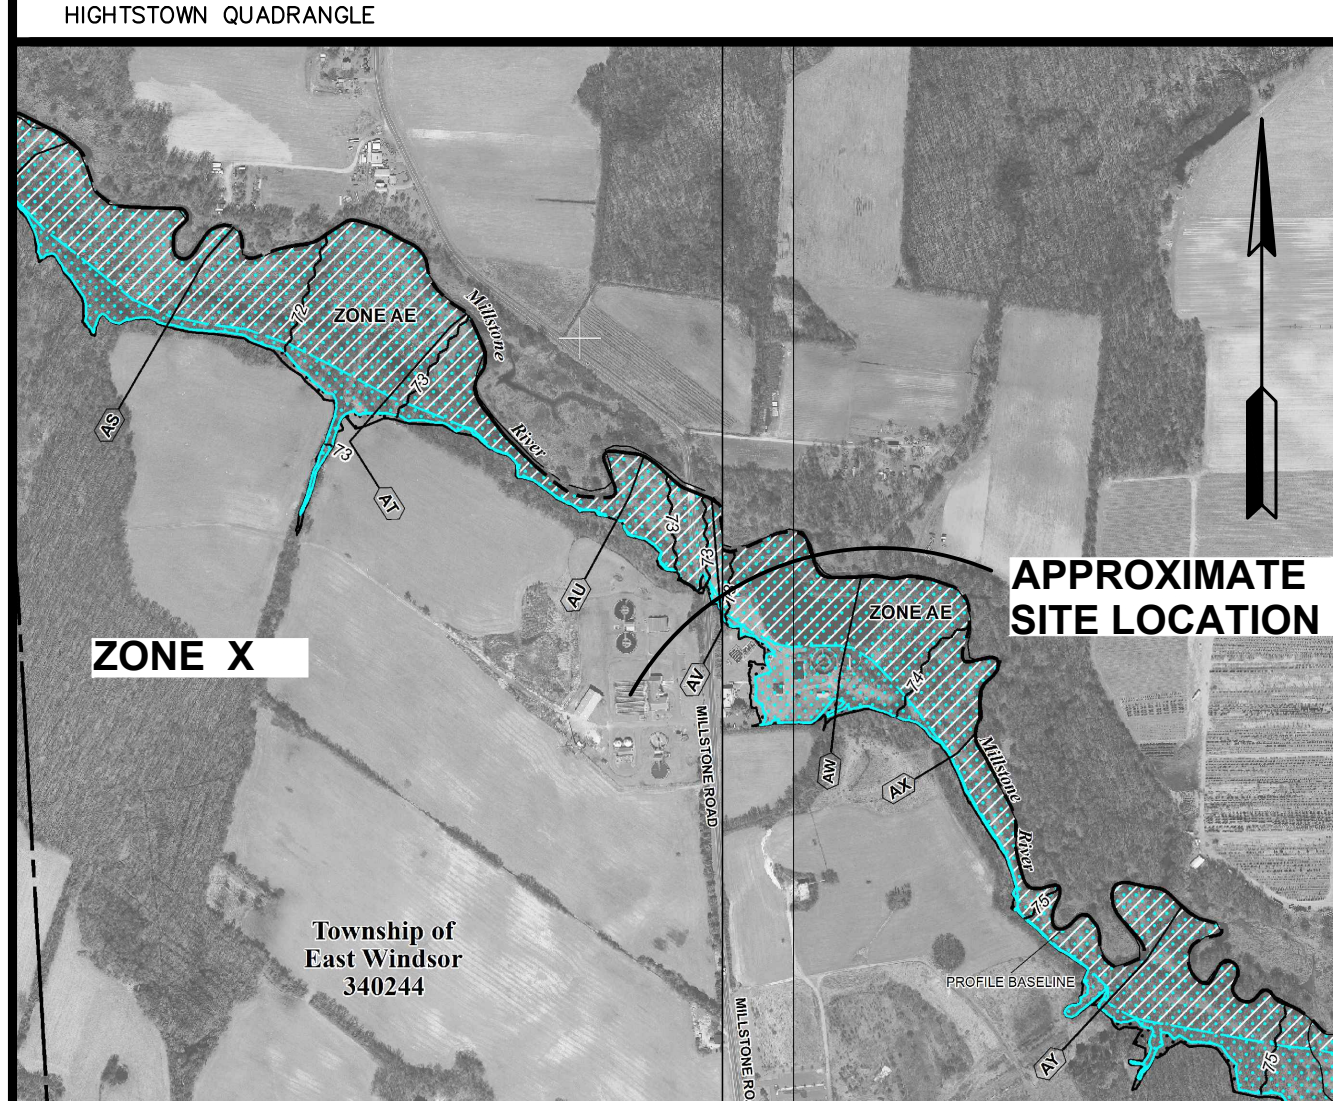 HIGHTSTOWN QUADRANGLE
72
ZONE AE
Millstone
73
AS
River
73
AT
73
73
AU
ZONE AE
APPROXIMATE
SITE LOCATION
ZONE X
AV
74
MILLSTONE ROAD
AW
AX
Millstone
River
75
Township of
East Windsor
340244
PROFILE BASELINE
MILLSTONE RO
AY
75